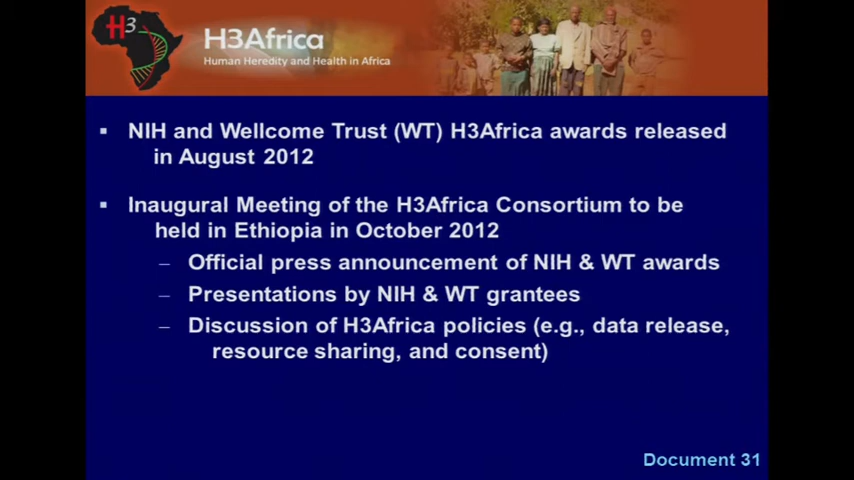 H3
H3Africa
Human Heredity and Health in Africa
▪ NIH and Wellcome Trust (WT) H3Africa awards released
in August 2012
▪ Inaugural Meeting of the H3Africa Consortium to be
held in Ethiopia in October 2012
– Official press announcement of NIH & WT awards
– Presentations by NIH & WT grantees
– Discussion of H3Africa policies (e.g., data release,
resource sharing, and consent)
Document 31